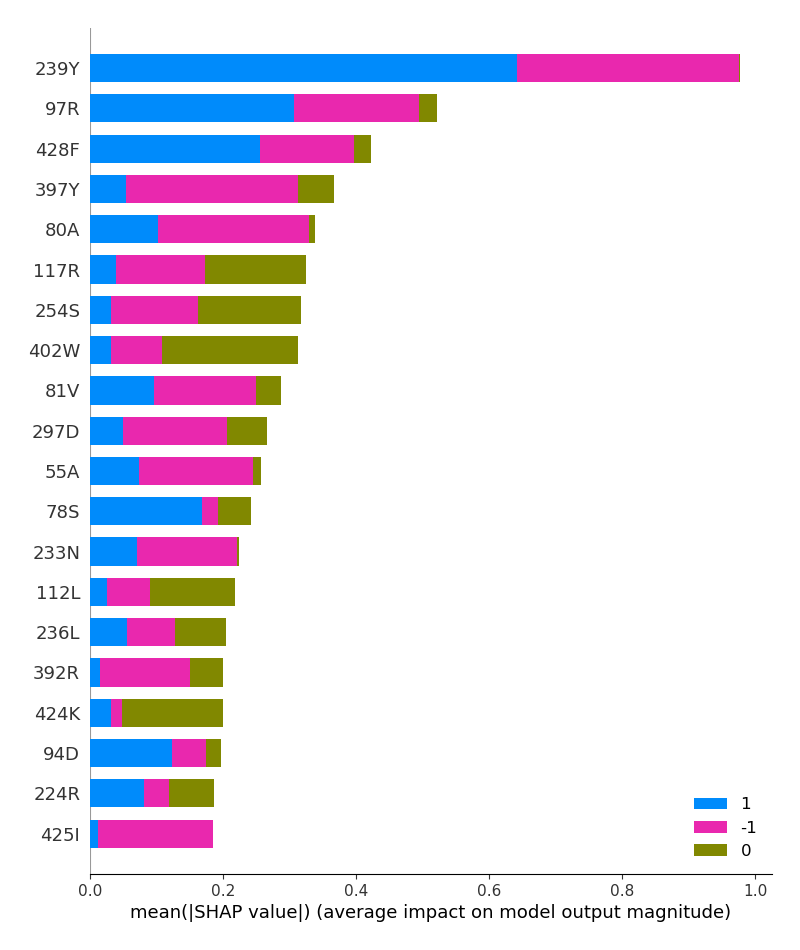 239Y
97R
428F
397Y
80A
117R
254S
402W
81V
297D
55A
78S
233N
112L
236L
392R
424K
94D
224R
425I
1
-1
0
0.0 0.2 0.4 0.6 0.8 1.0
mean(|SHAP value|) (average impact on model output magnitude)